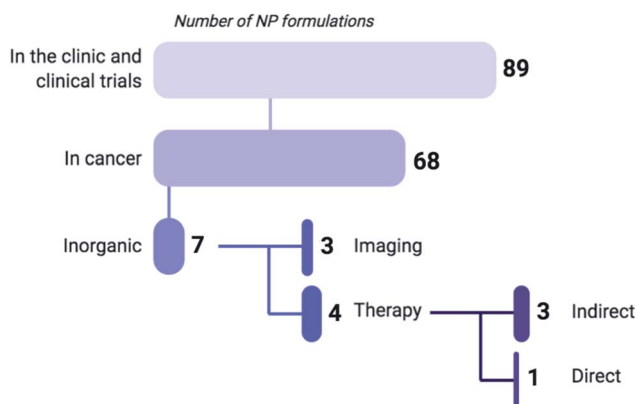 Number of NP formulations
In the clinic and
clinical trials
89
In cancer
68
Inorganic
7
3
Imaging
4
Therapy
3
Indirect
1
Direct